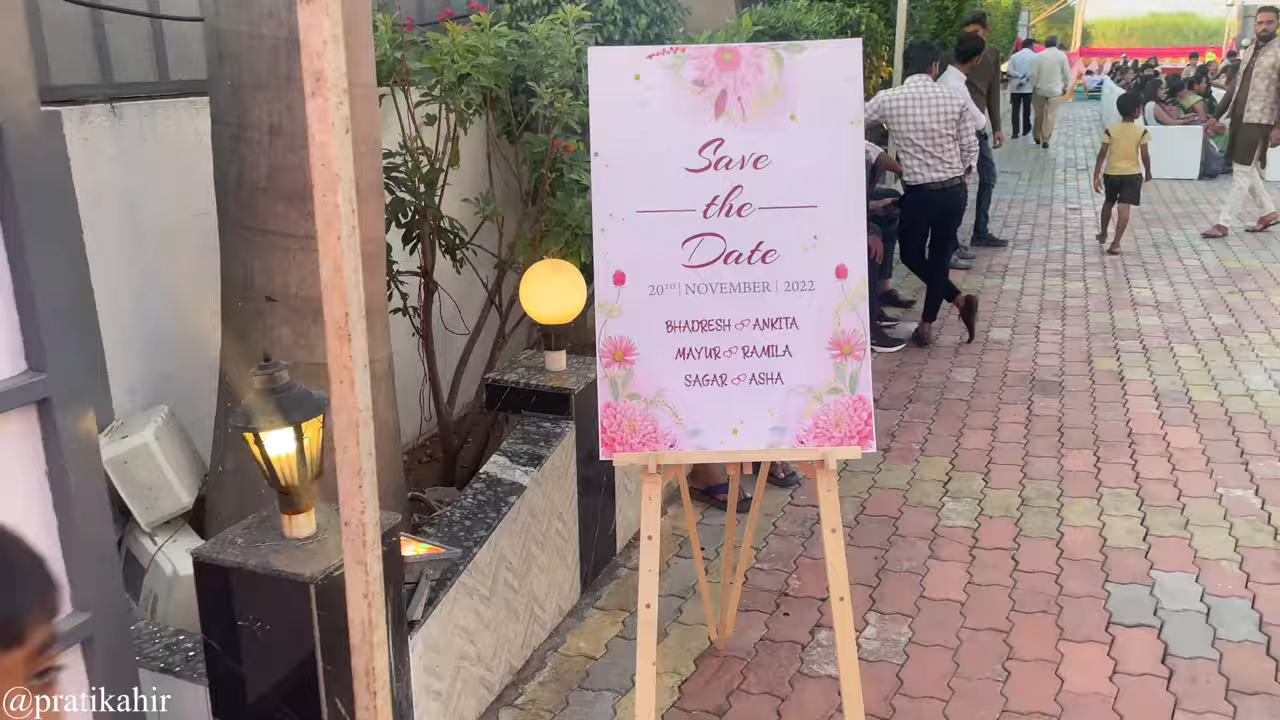 Save
the
Date
20TH | NOVEMBER | 2022
BHADRESH ANKITA
MAYUR RAMILA
SAGAR ASHA
@pratikahir